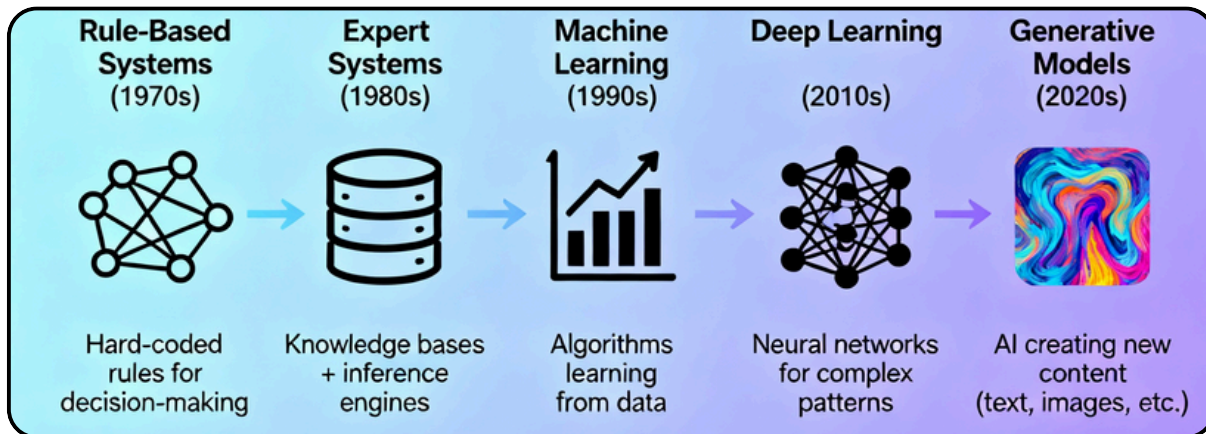 Rule-Based
Systems
(1970s)
Expert
Systems
(1980s)
Machine
Learning
(1990s)
Deep Learning
(2010s)
Generative
Models
(2020s)
Hard-coded
rules for
decision-making
Knowledge bases
+ inference
engines
Algorithms
learning
from data
Neural networks
for complex
patterns
AI creating new
content
(text, images, etc.)